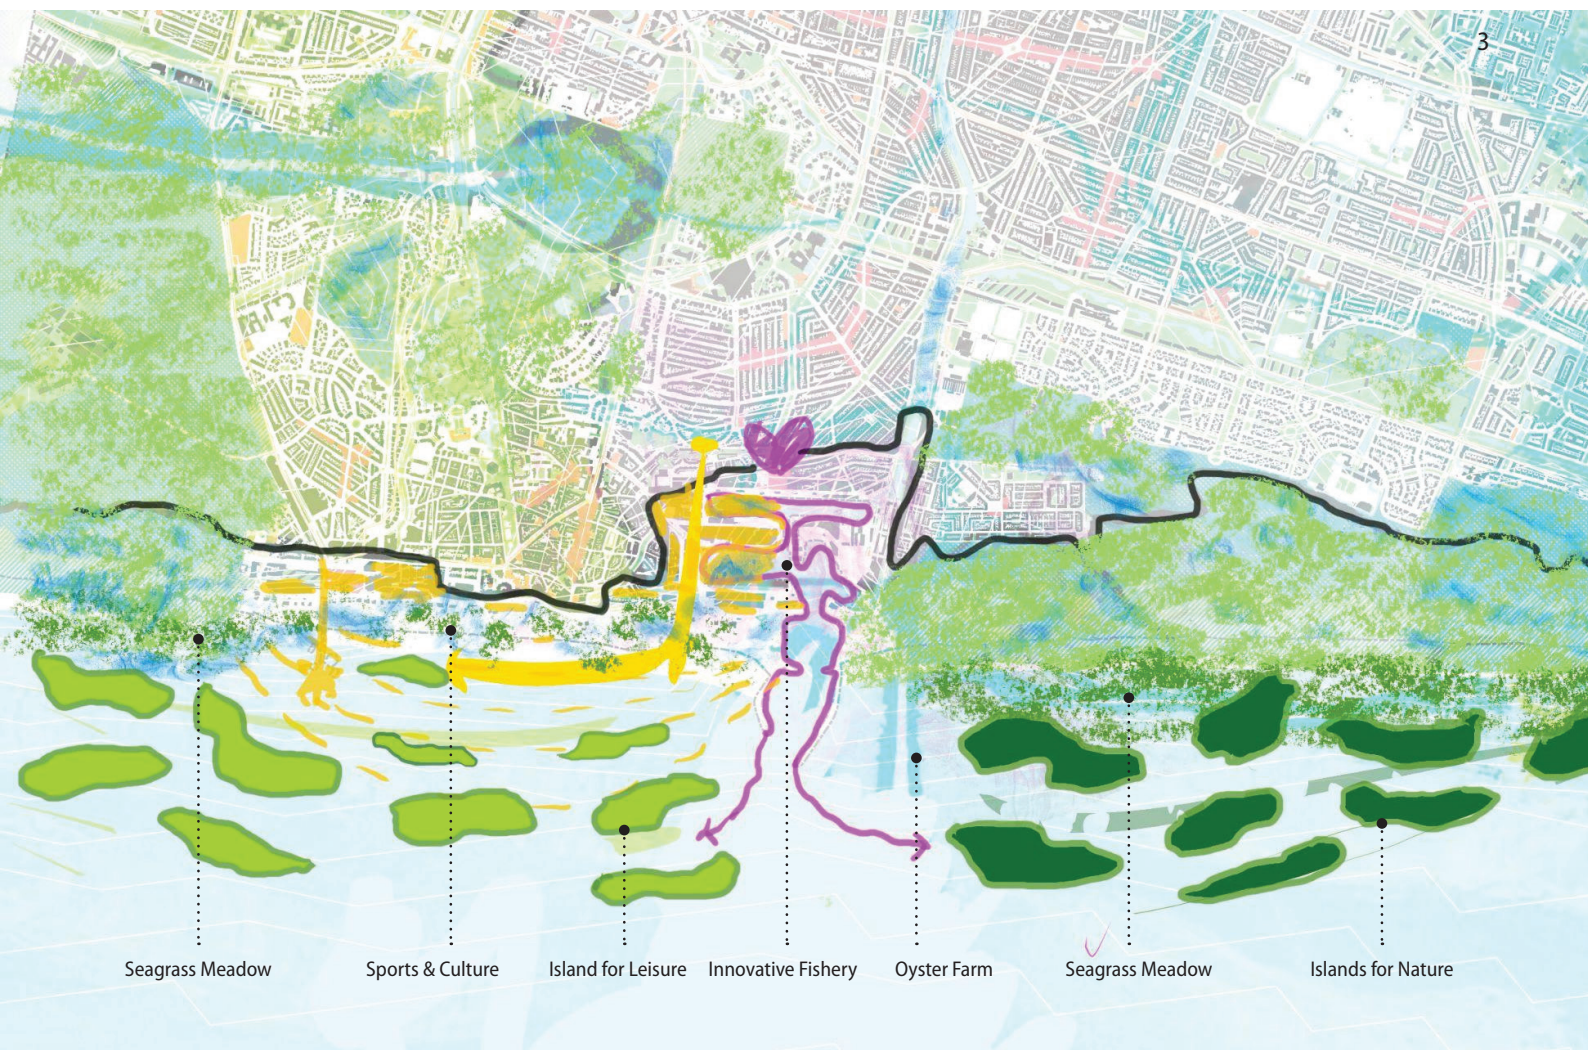 3
Seagrass Meadow
Sports & Culture
Island for Leisure
Innovative Fishery
Oyster Farm
Seagrass Meadow
Islands for Nature